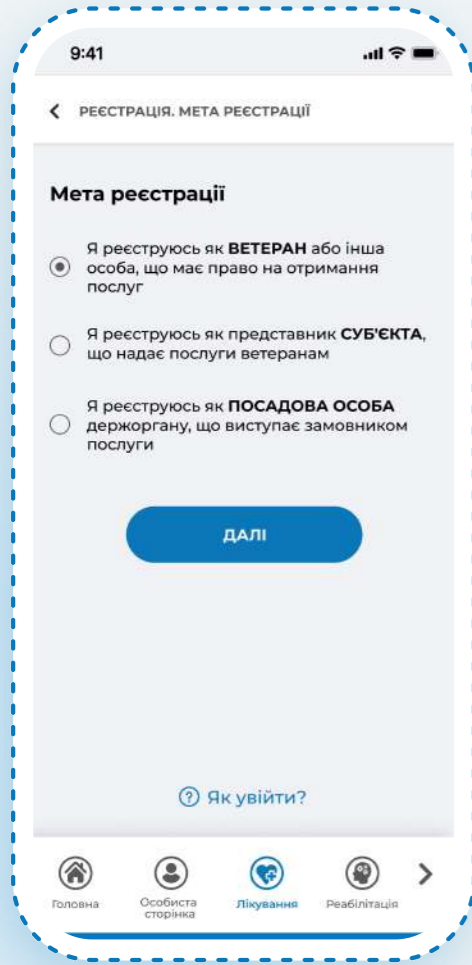 9:41
РЕЄСТРАЦІЯ. МЕТА РЕЄСТРАЦІЇ
Мета реєстрації
Я реєструюсь як ВЕТЕРАН або інша
особа, що має право на отримання
послуг
Я реєструюсь як представник СУБ'ЄКТА,
що надає послуги ветеранам
Я реєструюсь як ПОСАДОВА ОСОБА
держоргану, що виступає замовником
послуги
ДАЛІ
Як увійти?
Головна
Особиста
сторінка
Лікування
Реабілітація